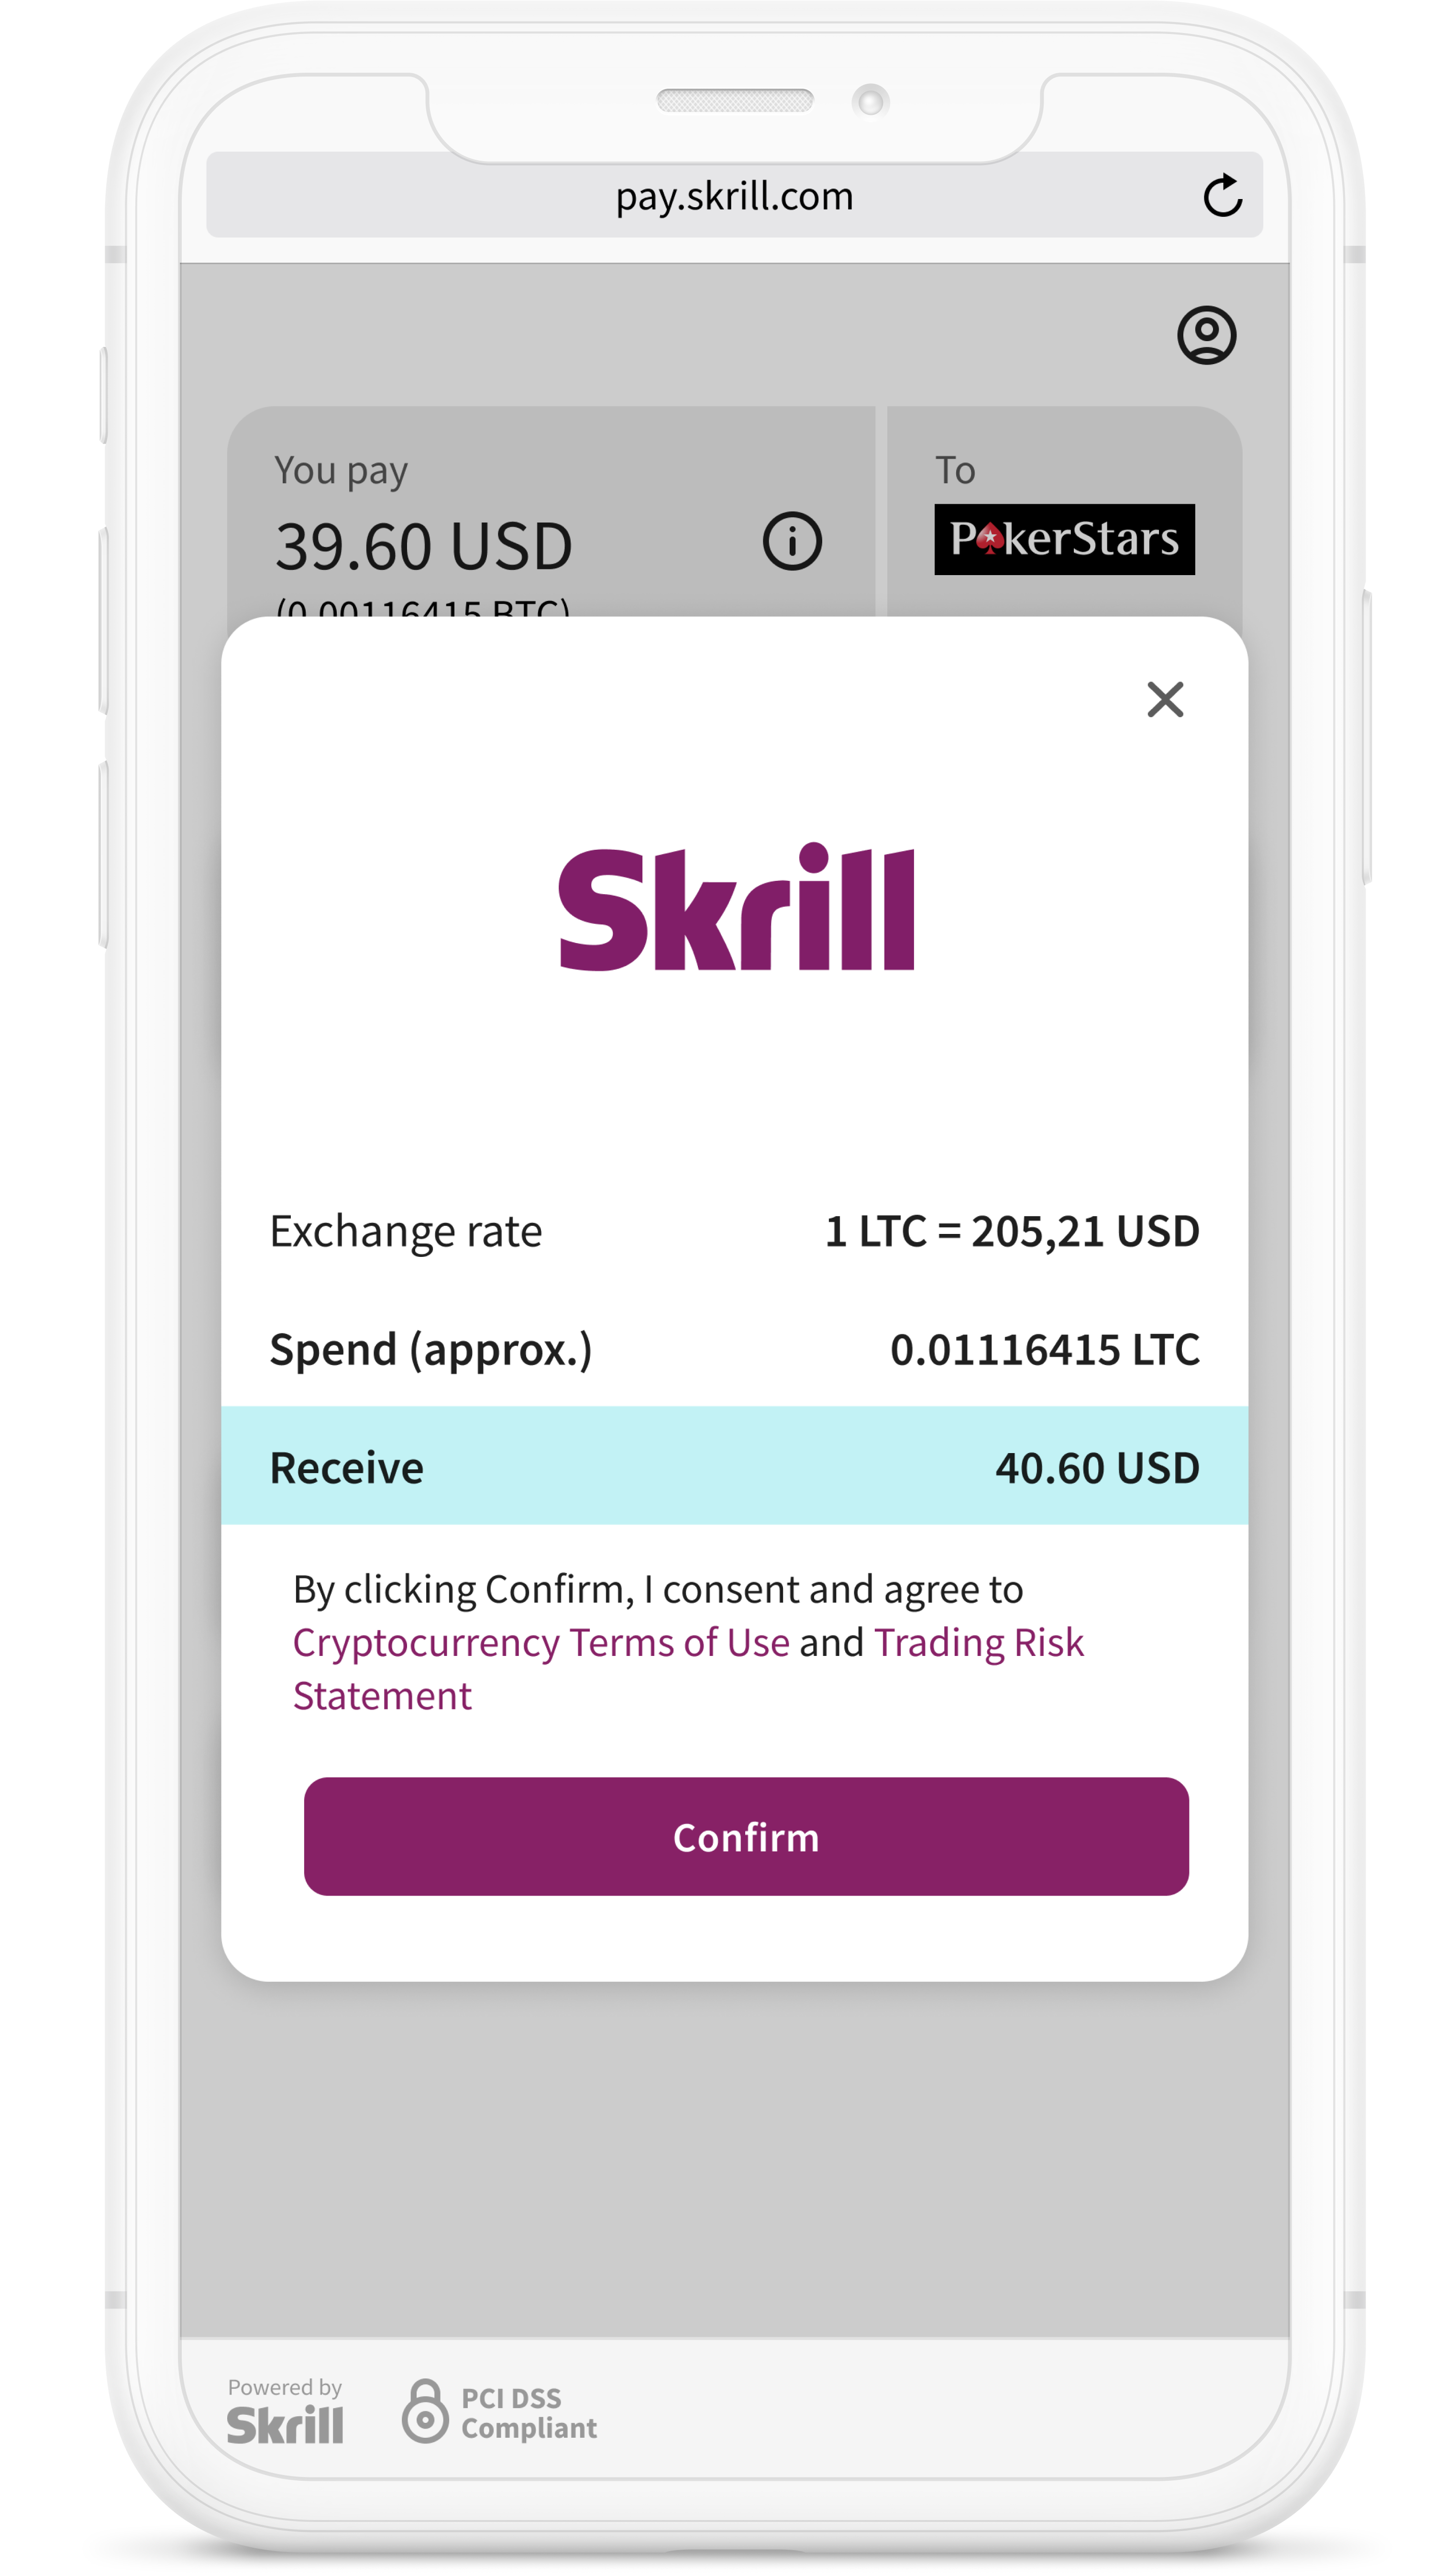 pay.skrill.com
You pay
To
39.60 USD
PokerStars
(0.00116415 BTC)
Skrill
Exchange rate
1 LTC = 205,21 USD
Spend (approx.)
0.01116415 LTC
Receive
40.60 USD
By clicking Confirm, I consent and agree to
Cryptocurrency Terms of Use and Trading Risk
Statement
Confirm
Powered by
Skrill
PCI DSS
Compliant